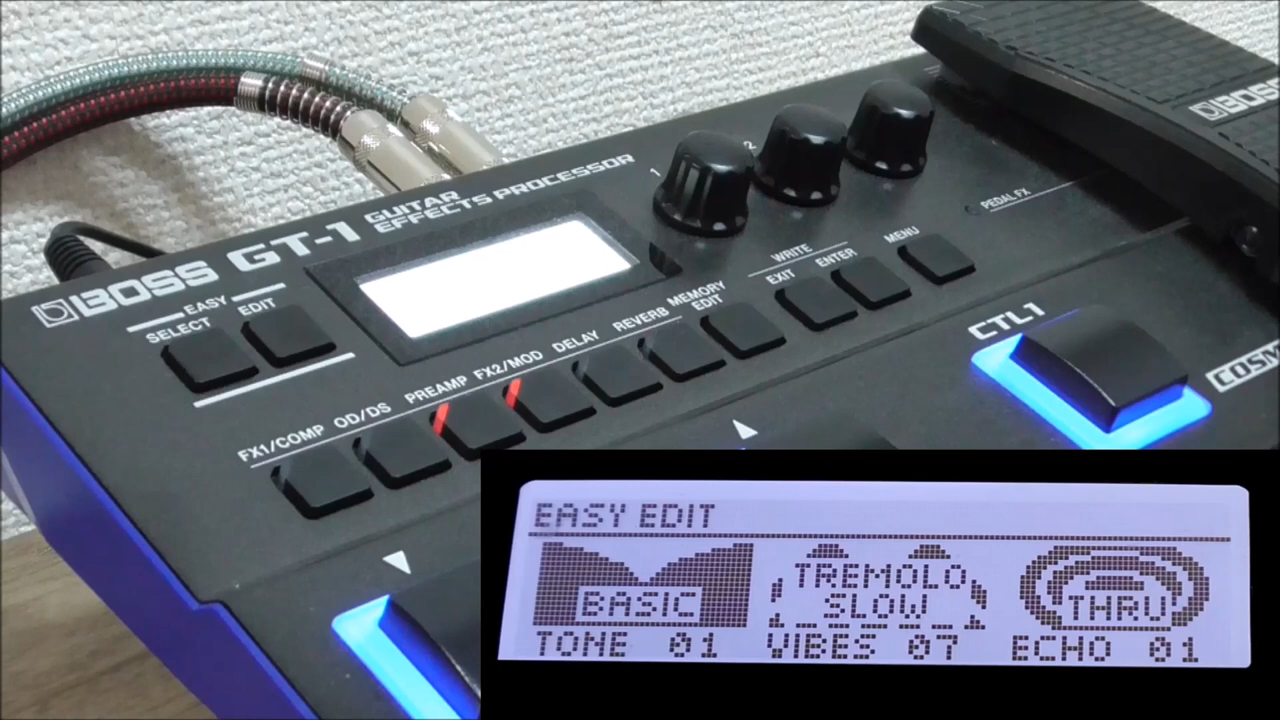 BOSS GT-1 GUITAR
EFFECTS PROCESSOR
BOSS
1
2
PEDAL FX
EASY
SELECT EDIT
WRITE
EXIT ENTER
MENU
FX1/COMP OD/DS PREAMP FX2/MOD DELAY REVERB MEMORY
EDIT
CTL1
COSM
EASY EDIT
BASIC
TREMOLO
SLOW
THRU
TONE 01 VIBES 07 ECHO 01